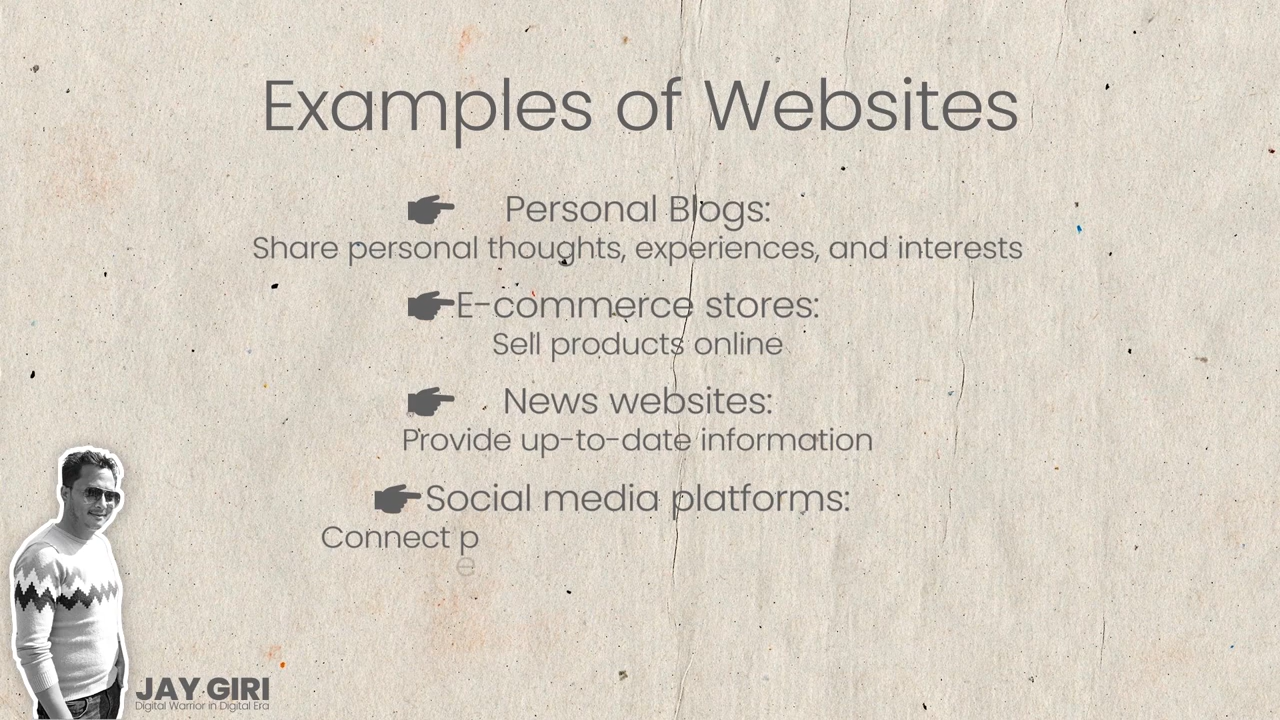 Examples of Websites
Personal Blogs:
Share personal thoughts, experiences, and interests
E-commerce stores:
Sell products online
News websites:
Provide up-to-date information
Social media platforms:
Connect p
e
JAY GIRI
Digital Warrior in Digital Era